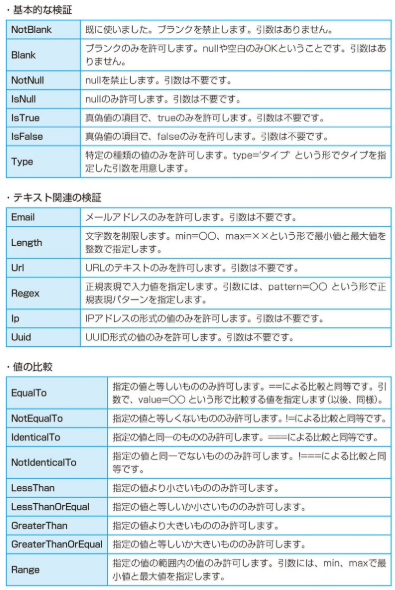 ・基本的な検証
NotBlank 既に使いました。ブランクを禁止します。引数はありません。
Blank ブランクのみを許可します。nullや空白のみOKということです。引数はあ
りません。
NotNull nullを禁止します。引数は不要です。
IsNull nullのみ許可します。引数は不要です。
IsTrue 真偽値の項目で、trueのみを許可します。引数は不要です。
IsFalse 真偽値の項目で、falseのみを許可します。引数は不要です。
Type 特定の種類の値のみを許可します。type='タイプ' という形でタイプを指
定した引数を用意します。
・テキスト関連の検証
Email メールアドレスのみを許可します。引数は不要です。
Length 文字数を制限します。min=〇〇、max=××という形で最小値と最大値を
整数で指定します。
Url URLのテキストのみを許可します。引数は不要です。
Regex 正規表現で入力値を指定します。引数には、pattern=〇〇 という形で正
規表現パターンを指定します。
Ip IPアドレスの形式の値のみを許可します。引数は不要です。
Uuid UUID形式の値のみを許可します。引数は不要です。
・値の比較
EqualTo 指定の値と等しいもののみ許可します。==による比較と同等です。引
数で、value=〇〇 という形で比較する値を指定します(以後、同様)。
NotEqualTo 指定の値と等しくないもののみ許可します。!=による比較と同等です。
IdenticalTo 指定の値と同一のもののみ許可します。===による比較と同等です。
NotIdenticalTo 指定の値と同一でないもののみ許可します。!===による比較と同
等です。
LessThan 指定の値より小さいもののみ許可します。
LessThanOrEqual 指定の値と等しいか小さいもののみ許可します。
GreaterThan 指定の値より大きいもののみ許可します。
GreaterThanOrEqual 指定の値と等しいか大きいもののみ許可します。
Range 指定の値の範囲内の値のみ許可します。引数には、min、maxで最
小値と最大値を指定します。